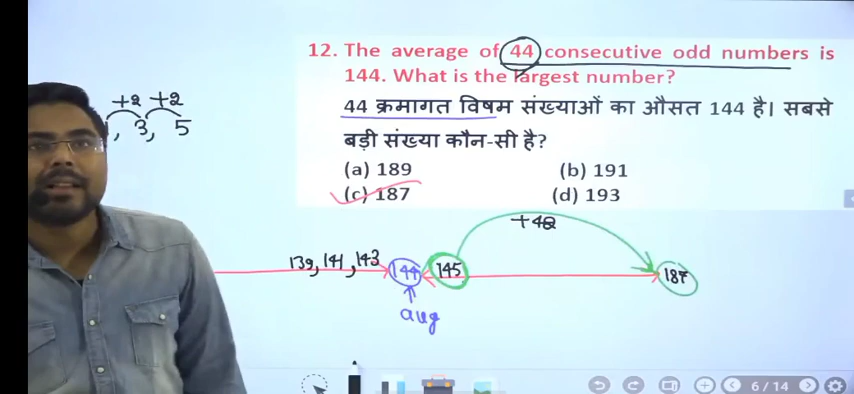 12. The average of 44 consecutive odd numbers is
144. What is the largest number?
44 क्रमागत विषम संख्याओं का औसत 144 है। सबसे
बड़ी संख्या कौन-सी है?
(a) 189 (b) 191
(c) 187 (d) 193
+2 +2
, 3, 5
+42
139, 141, 143 144 145 187
avg
6 / 14